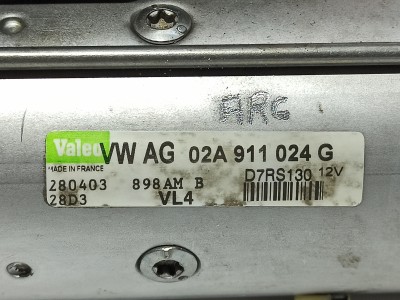 ARG
Valeo VW AG 02A 911 024 G
MADE IN FRANCE D7RS130 12V
280403 898AM B
28D3 VL4